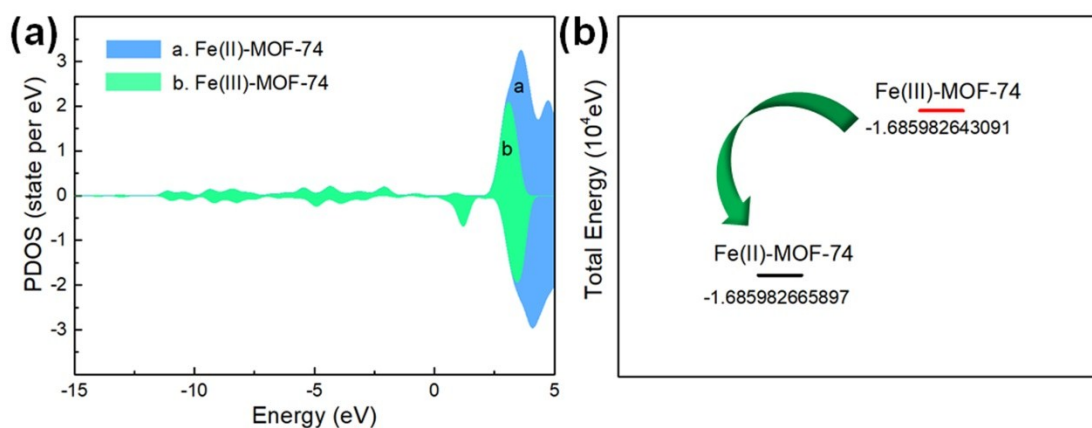 (a)
a. Fe(II)-MOF-74
b. Fe(III)-MOF-74
a
b
PDOS (state per eV)
3
2
1
0
-1
-2
-3
-15
-10
-5
0
5
Energy (eV)
(b)
Total Energy (10⁴eV)
Fe(III)-MOF-74
-1.685982643091
Fe(II)-MOF-74
-1.685982665897